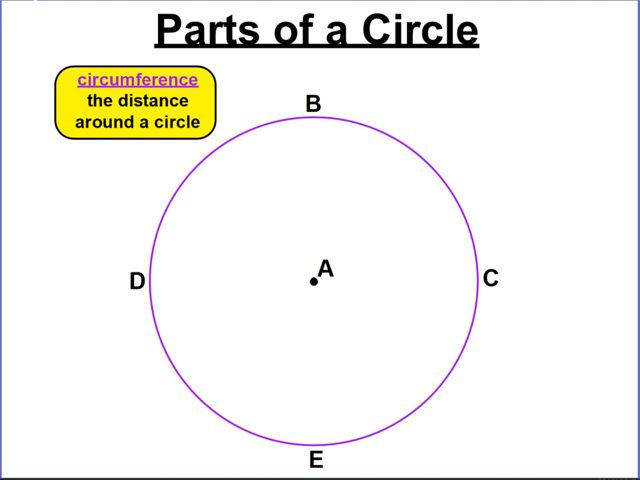 Parts of a Circle
circumference
the distance
around a circle
B
A
D
C
E